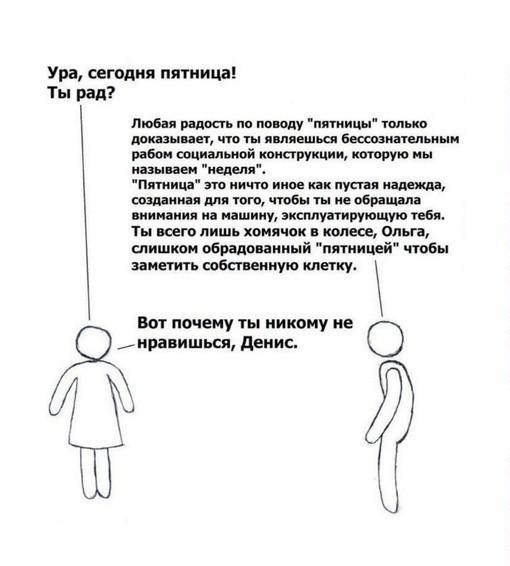 Ура, сегодня пятница!
Ты рад?
Любая радость по поводу "пятницы" только
доказывает, что ты являешься бессознательным
рабом социальной конструкции, которую мы
называем "неделя".
"Пятница" это ничто иное как пустая надежда,
созданная для того, чтобы ты не обращала
внимания на машину, эксплуатирующую тебя.
Ты всего лишь хомячок в колесе, Ольга,
слишком обрадованный "пятницей" чтобы
заметить собственную клетку.
Вот почему ты никому не
нравишься, Денис.